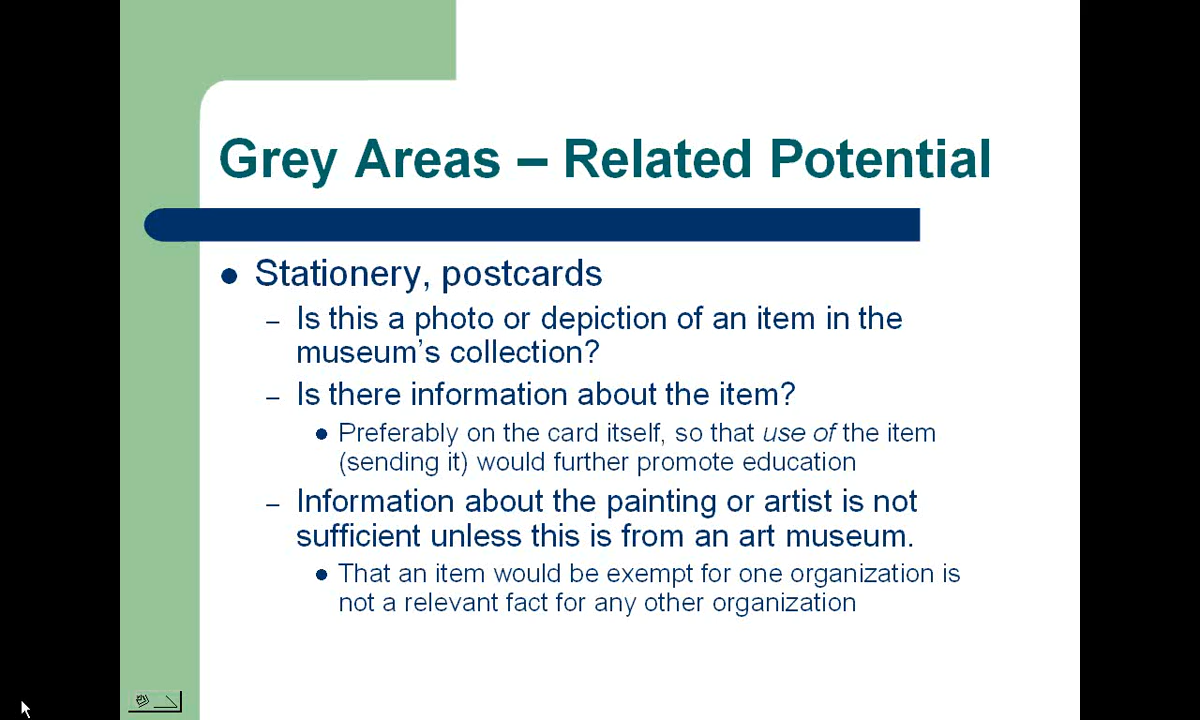 Grey Areas – Related Potential
● Stationery, postcards
– Is this a photo or depiction of an item in the
museum's collection?
– Is there information about the item?
● Preferably on the card itself, so that use of the item
(sending it) would further promote education
– Information about the painting or artist is not
sufficient unless this is from an art museum.
● That an item would be exempt for one organization is
not a relevant fact for any other organization